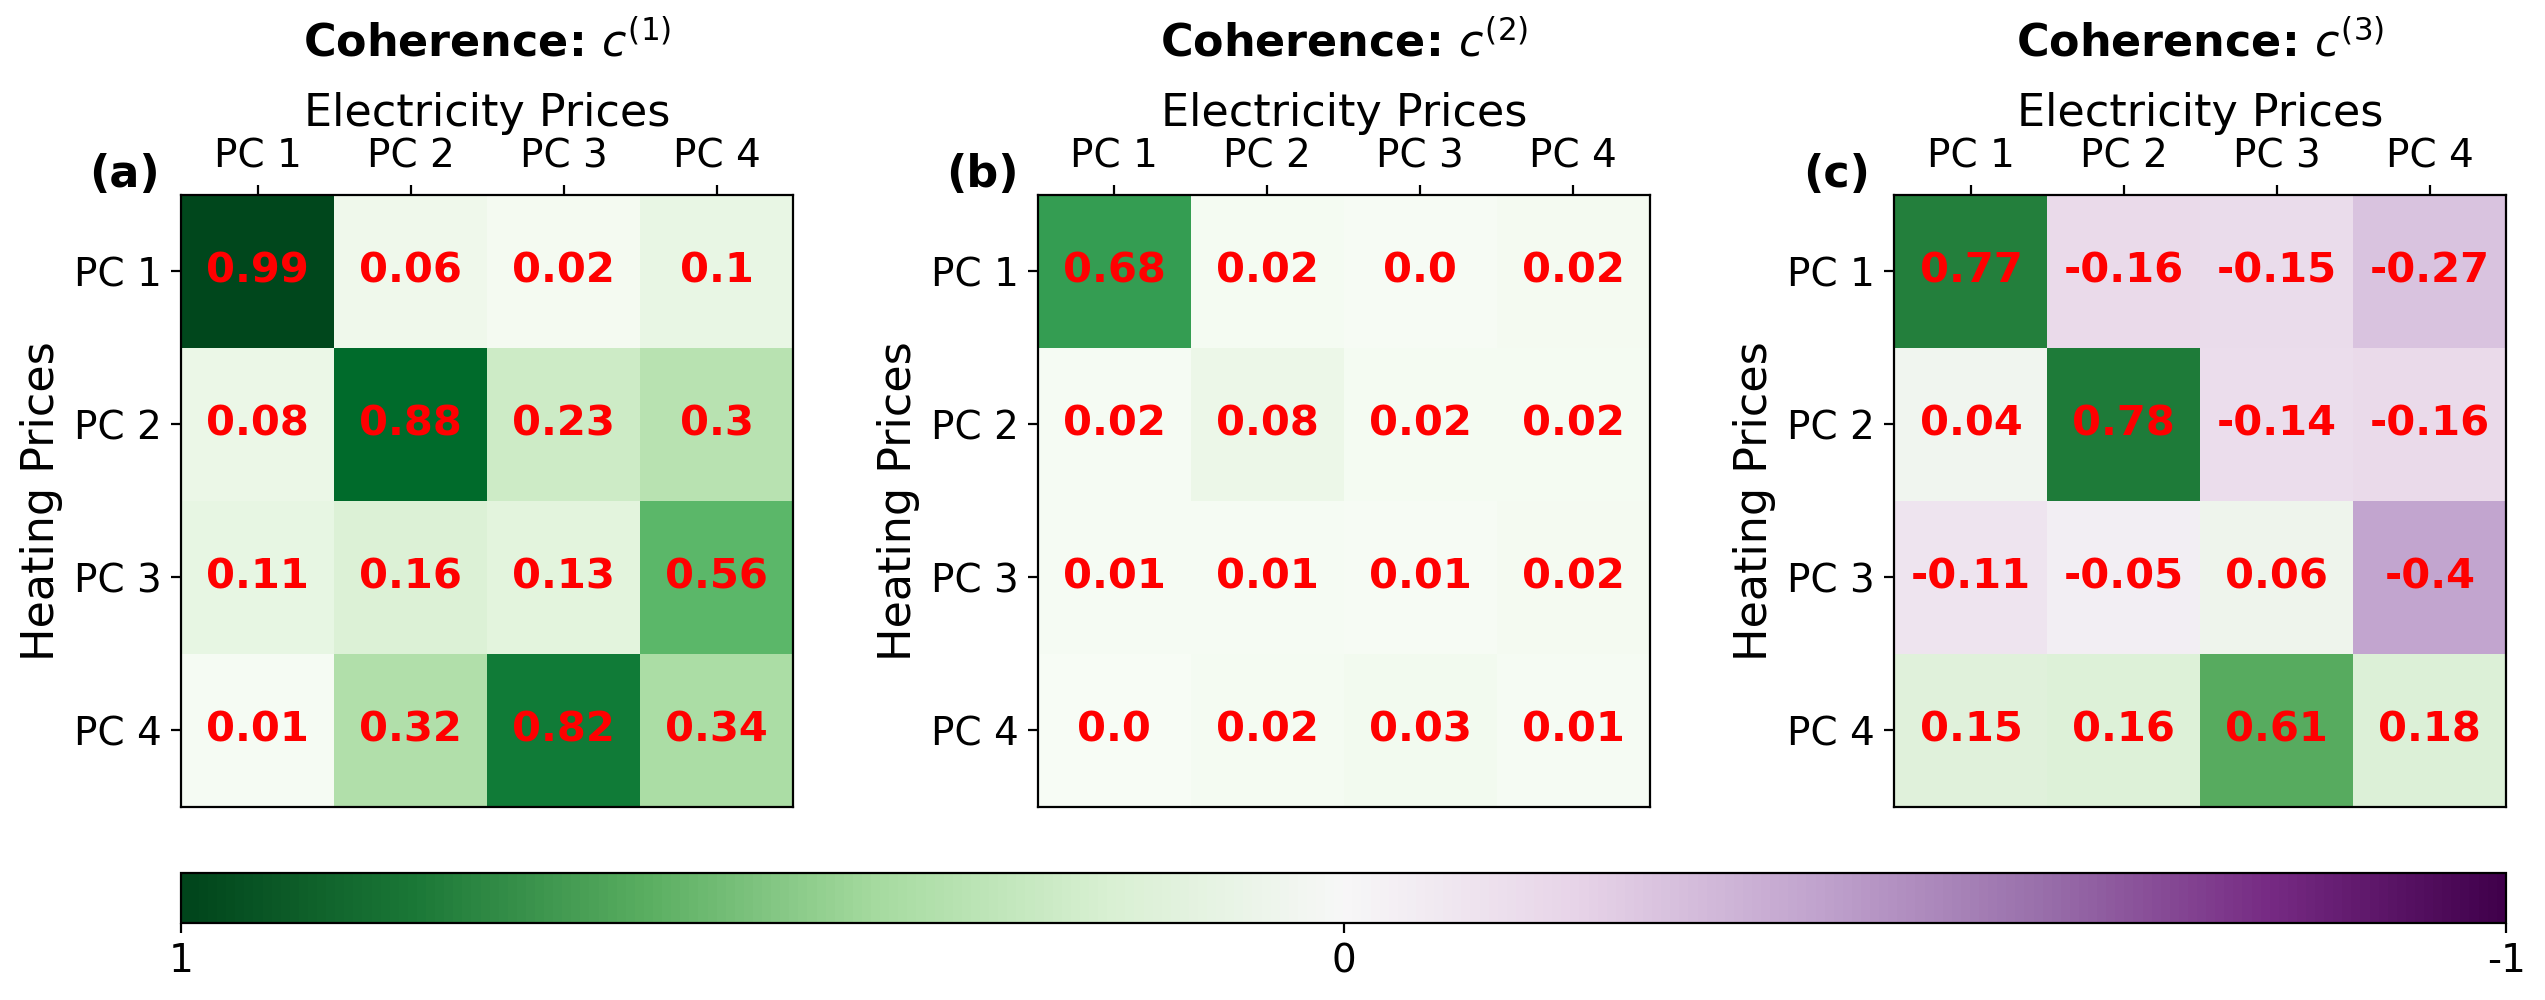 Coherence: c⁽¹⁾
Electricity Prices
(a) PC 1 PC 2 PC 3 PC 4
Heating Prices
PC 1 0.99 0.06 0.02 0.1
PC 2 0.08 0.88 0.23 0.3
PC 3 0.11 0.16 0.13 0.56
PC 4 0.01 0.32 0.82 0.34
Coherence: c⁽²⁾
Electricity Prices
(b) PC 1 PC 2 PC 3 PC 4
Heating Prices
PC 1 0.68 0.02 0.0 0.02
PC 2 0.02 0.08 0.02 0.02
PC 3 0.01 0.01 0.01 0.02
PC 4 0.0 0.02 0.03 0.01
Coherence: c⁽³⁾
Electricity Prices
(c) PC 1 PC 2 PC 3 PC 4
Heating Prices
PC 1 0.77 -0.16 -0.15 -0.27
PC 2 0.04 0.78 -0.14 -0.16
PC 3 -0.11 -0.05 0.06 -0.4
PC 4 0.15 0.16 0.61 0.18
1 0 -1